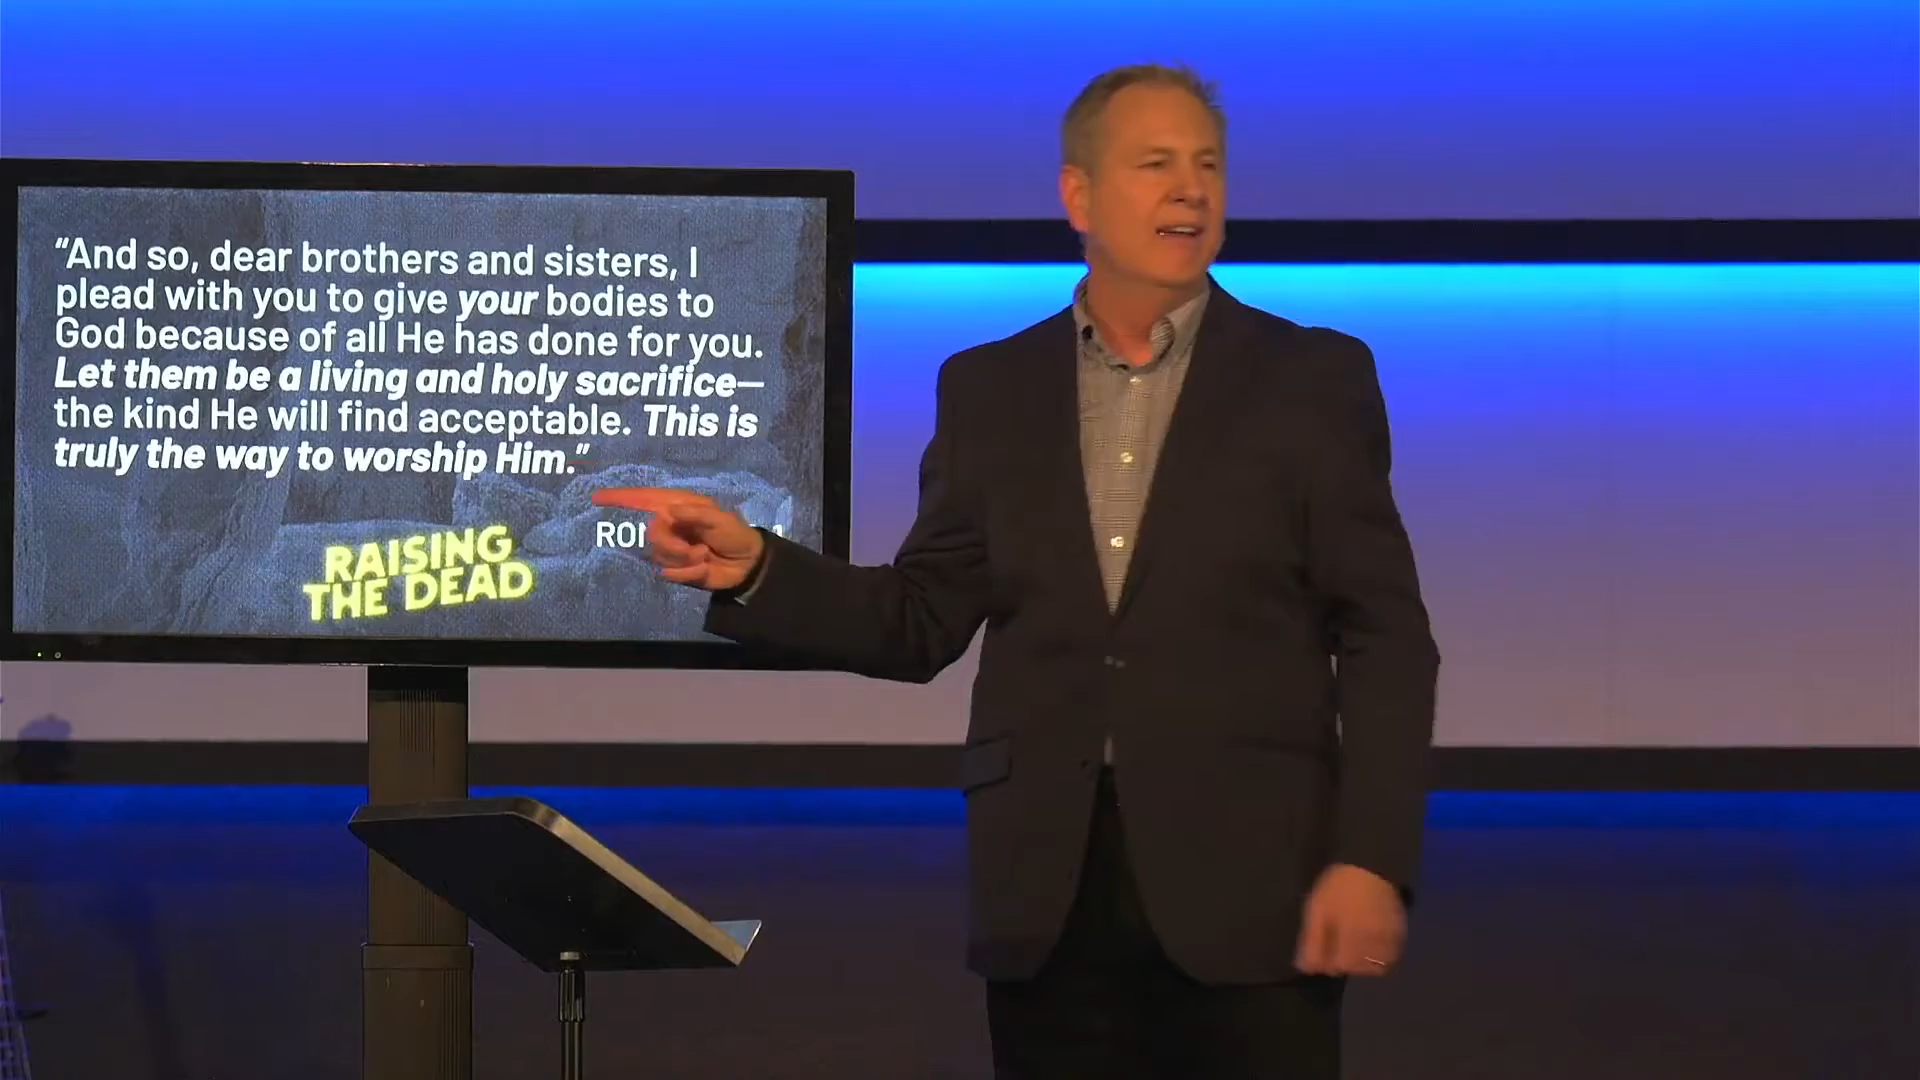 “And so, dear brothers and sisters, I
plead with you to give your bodies to
God because of all He has done for you.
Let them be a living and holy sacrifice—
the kind He will find acceptable. This is
truly the way to worship Him.”
RAISING
THE DEAD